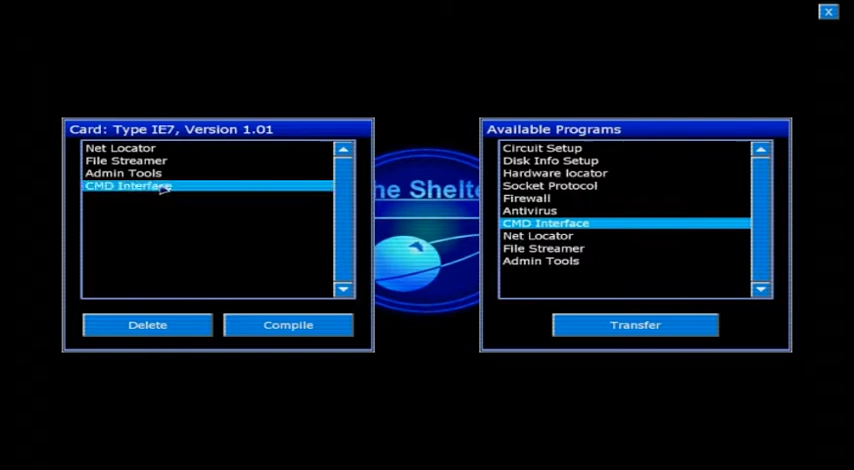 X
Card: Type IE7, Version 1.01
Net Locator
File Streamer
Admin Tools
CMD Interface
Delete
Compile
he Shelte
Available Programs
Circuit Setup
Disk Info Setup
Hardware locator
Socket Protocol
Firewall
Antivirus
CMD Interface
Net Locator
File Streamer
Admin Tools
Transfer